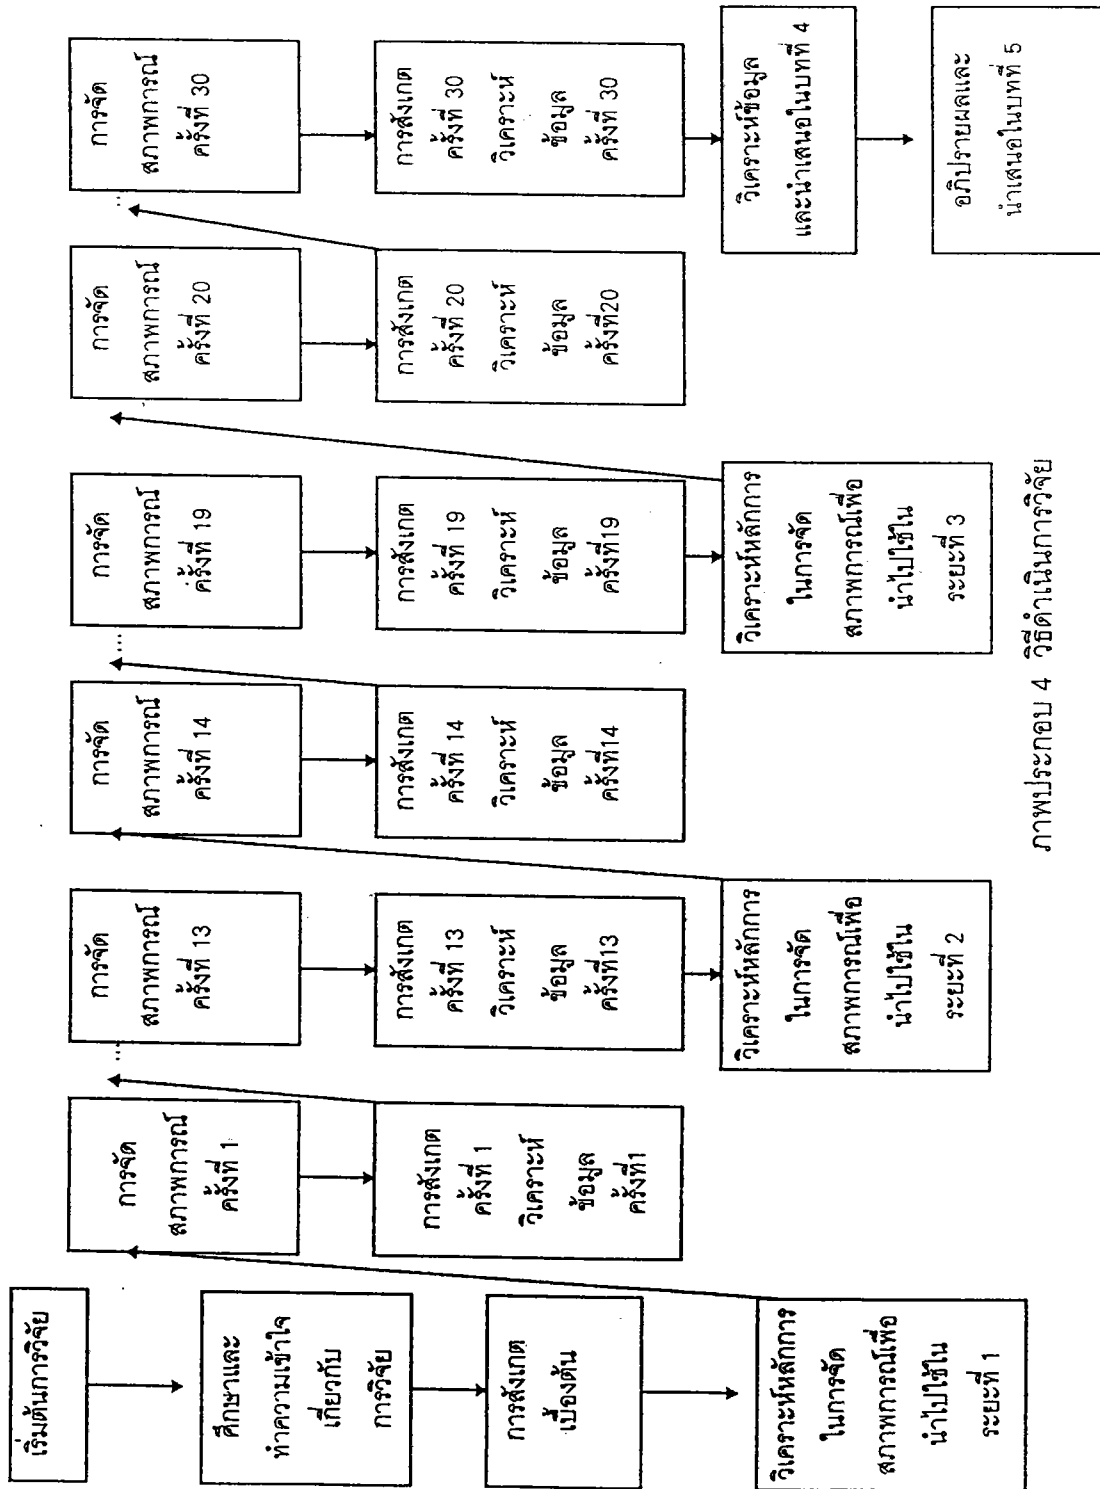 เริ่มต้นการวิจัย
ศึกษาและ
ทำความเข้าใจ
เกี่ยวกับ
การวิจัย
การสังเกต
เบื้องต้น
วิเคราะห์หลักการ
ในการจัด
สภาพการณ์เพื่อ
นำไปใช้ใน
ระยะที่ 1
การจัด
สภาพการณ์
ครั้งที่ 1
การสังเกต
ครั้งที่ 1
วิเคราะห์
ข้อมูล
ครั้งที่1
...
การจัด
สภาพการณ์
ครั้งที่ 13
การสังเกต
ครั้งที่ 13
วิเคราะห์
ข้อมูล
ครั้งที่13
วิเคราะห์หลักการ
ในการจัด
สภาพการณ์เพื่อ
นำไปใช้ใน
ระยะที่ 2
การจัด
สภาพการณ์
ครั้งที่ 14
การสังเกต
ครั้งที่ 14
วิเคราะห์
ข้อมูล
ครั้งที่14
...
การจัด
สภาพการณ์
ครั้งที่ 19
การสังเกต
ครั้งที่ 19
วิเคราะห์
ข้อมูล
ครั้งที่19
วิเคราะห์หลักการ
ในการจัด
สภาพการณ์เพื่อ
นำไปใช้ใน
ระยะที่ 3
การจัด
สภาพการณ์
ครั้งที่ 20
การสังเกต
ครั้งที่ 20
วิเคราะห์
ข้อมูล
ครั้งที่20
...
การจัด
สภาพการณ์
ครั้งที่ 30
การสังเกต
ครั้งที่ 30
วิเคราะห์
ข้อมูล
ครั้งที่ 30
วิเคราะห์ข้อมูล
และนำเสนอในบทที่ 4
อภิปรายผลและ
นำเสนอในบทที่ 5
ภาพประกอบ 4 วิธีดำเนินการวิจัย